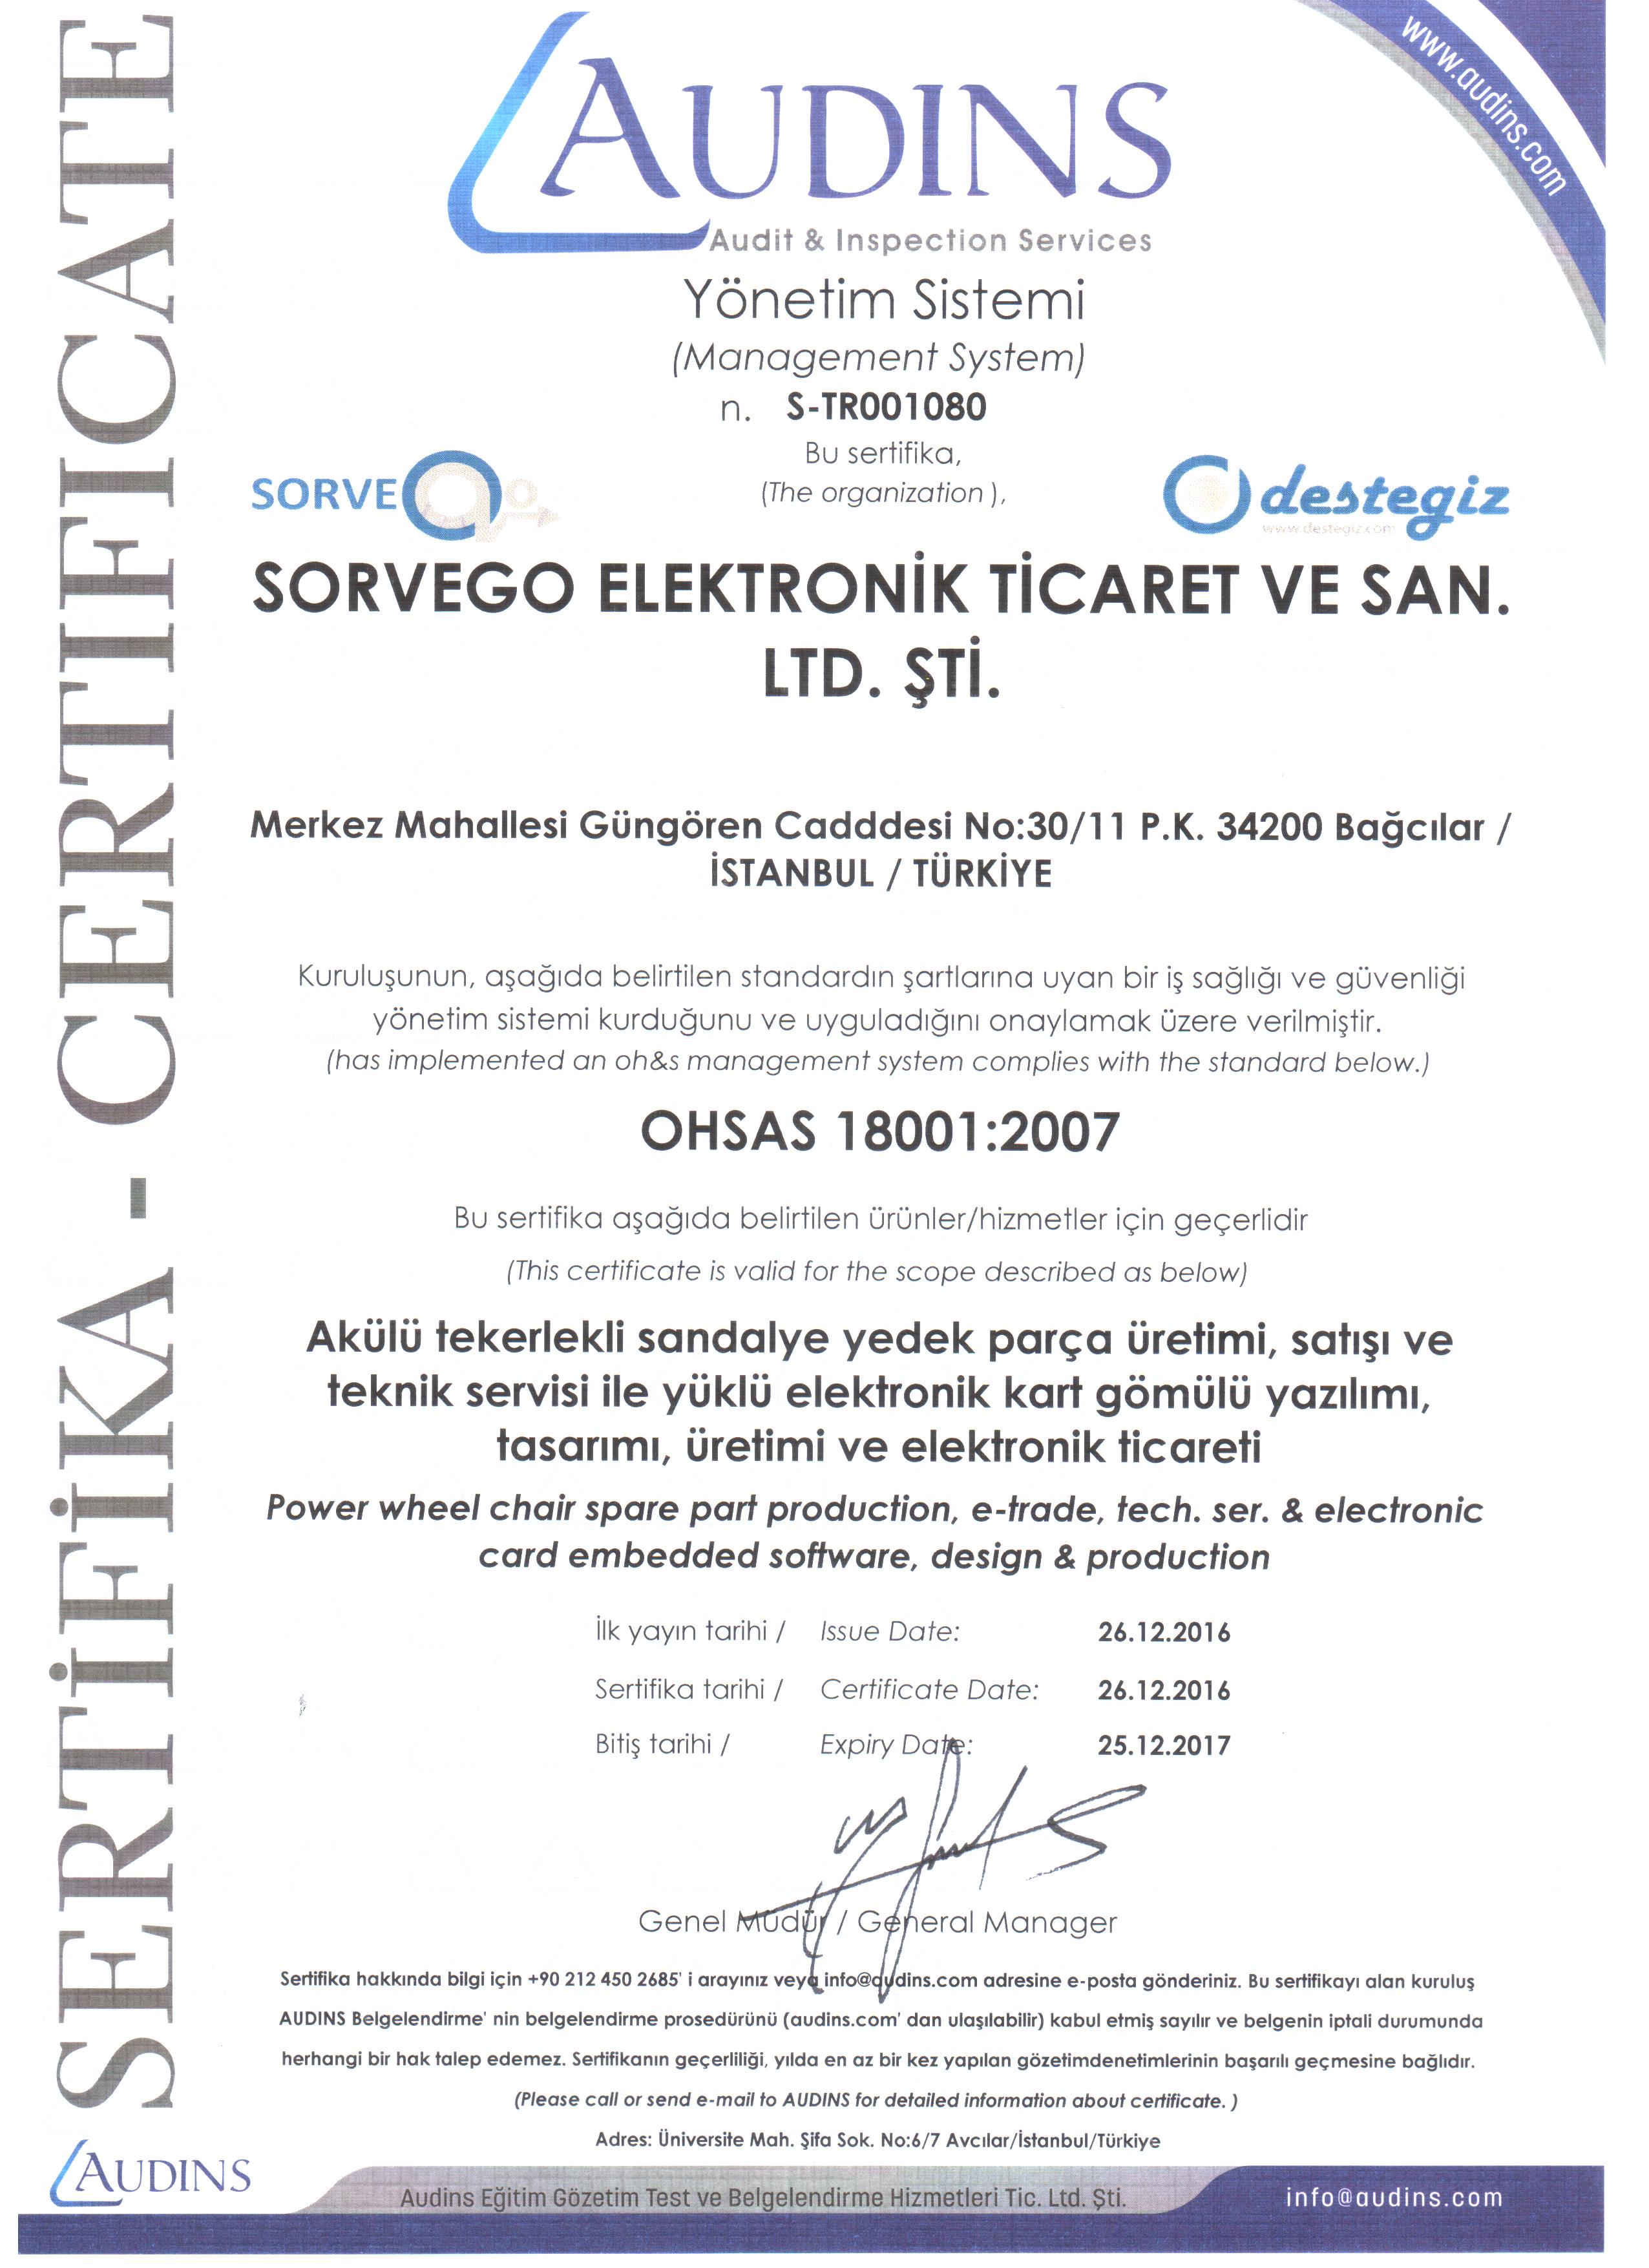 SERTİFİKA - CERTIFICATE
www.audins.com
AUDINS
Audit & Inspection Services
Yönetim Sistemi
(Management System)
n. S-TR001080
Bu sertifika,
(The organization ),
SORVEGO
destegiz
www.destegiz.com
SORVEGO ELEKTRONİK TİCARET VE SAN.
LTD. ŞTİ.
Merkez Mahallesi Güngören Cadddesi No:30/11 P.K. 34200 Bağcılar /
İSTANBUL / TÜRKİYE
Kuruluşunun, aşağıda belirtilen standardın şartlarına uyan bir iş sağlığı ve güvenliği
yönetim sistemi kurduğunu ve uyguladığını onaylamak üzere verilmiştir.
(has implemented an oh&s management system complies with the standard below.)
OHSAS 18001:2007
Bu sertifika aşağıda belirtilen ürünler/hizmetler için geçerlidir
(This certificate is valid for the scope described as below)
Akülü tekerlekli sandalye yedek parça üretimi, satışı ve
teknik servisi ile yüklü elektronik kart gömülü yazılımı,
tasarımı, üretimi ve elektronik ticareti
Power wheel chair spare part production, e-trade, tech. ser. & electronic
card embedded software, design & production
İlk yayın tarihi / Issue Date: 26.12.2016
Sertifika tarihi / Certificate Date: 26.12.2016
Bitiş tarihi / Expiry Date: 25.12.2017
Genel Müdür / General Manager
Sertifika hakkında bilgi için +90 212 450 2685' i arayınız veya info@audins.com adresine e-posta gönderiniz. Bu sertifikayı alan kuruluş
AUDINS Belgelendirme' nin belgelendirme prosedürünü (audins.com' dan ulaşılabilir) kabul etmiş sayılır ve belgenin iptali durumunda
herhangi bir hak talep edemez. Sertifikanın geçerliliği, yılda en az bir kez yapılan gözetimdenetimlerinin başarılı geçmesine bağlıdır.
(Please call or send e-mail to AUDINS for detailed information about certificate. )
Adres: Üniversite Mah. Şifa Sok. No:6/7 Avcılar/İstanbul/Türkiye
AUDINS
Audins Eğitim Gözetim Test ve Belgelendirme Hizmetleri Tic. Ltd. Şti.
info@audins.com